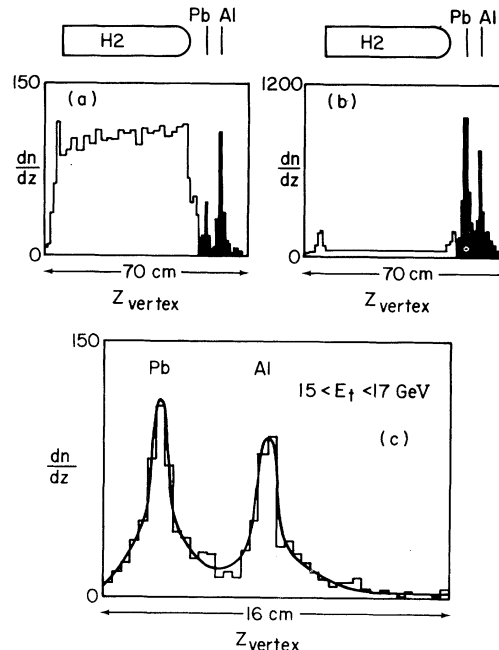 Pb Al
H2
Pb Al
H2
150
(a)
dn
dz
0
70 cm
Z vertex
1200
(b)
dn
dz
0
70 cm
Z vertex
150
Pb
Al
15 < E t < 17 GeV
(c)
dn
dz
0
16 cm
Z vertex